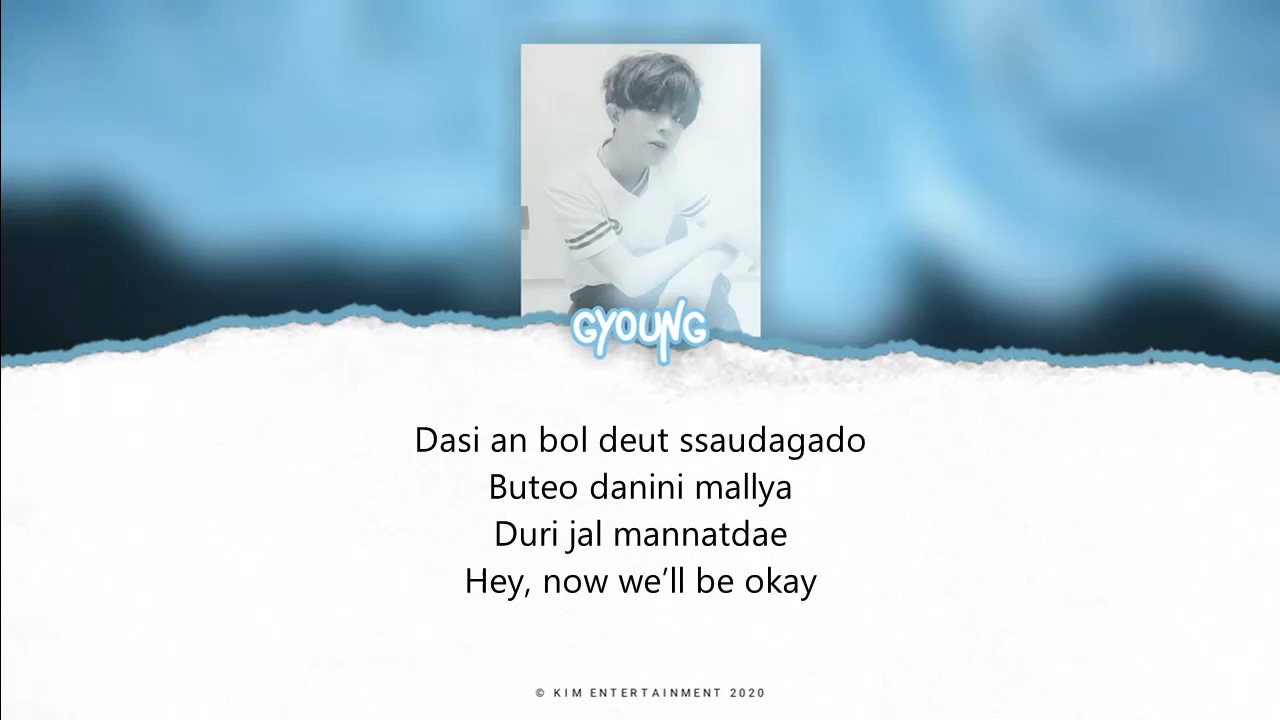 GYOUNG
Dasi an bol deut ssaudagado
Buteo danini mallya
Duri jal mannatdae
Hey, now we’ll be okay
© KIM ENTERTAINMENT 2020